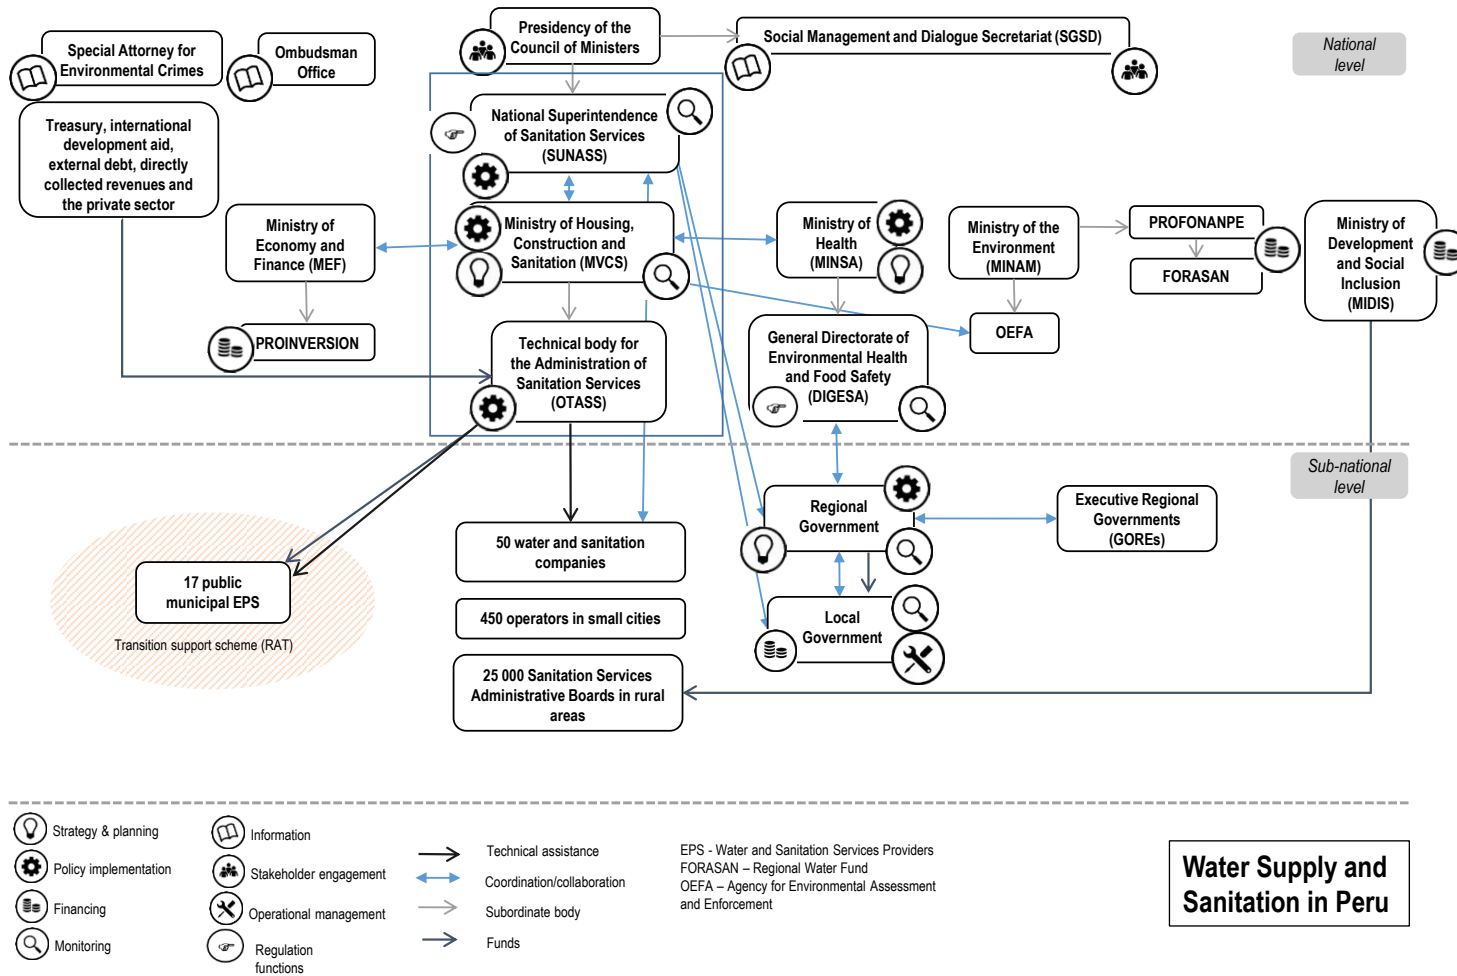 Presidency of the
Council of Ministers
Social Management and Dialogue Secretariat (SGSD)
National
level
Special Attorney for
Environmental Crimes
Ombudsman
Office
Treasury, international
development aid,
external debt, directly
collected revenues and
the private sector
National Superintendence
of Sanitation Services
(SUNASS)
Ministry of
Economy and
Finance (MEF)
Ministry of Housing,
Construction and
Sanitation (MVCS)
Ministry of
Health
(MINSA)
Ministry of the
Environment
(MINAM)
PROFONANPE
FORASAN
Ministry of
Development
and Social
Inclusion
(MIDIS)
PROINVERSION
Technical body for
the Administration of
Sanitation Services
(OTASS)
General Directorate of
Environmental Health
and Food Safety
(DIGESA)
OEFA
Sub-national
level
Regional
Government
Executive Regional
Governments
(GOREs)
50 water and sanitation
companies
17 public
municipal EPS
Transition support scheme (RAT)
450 operators in small cities
Local
Government
25 000 Sanitation Services
Administrative Boards in rural
areas
Strategy & planning
Policy implementation
Financing
Monitoring
Information
Stakeholder engagement
Operational management
Regulation
functions
Technical assistance
Coordination/collaboration
Subordinate body
Funds
EPS - Water and Sanitation Services Providers
FORASAN – Regional Water Fund
OEFA – Agency for Environmental Assessment
and Enforcement
Water Supply and
Sanitation in Peru